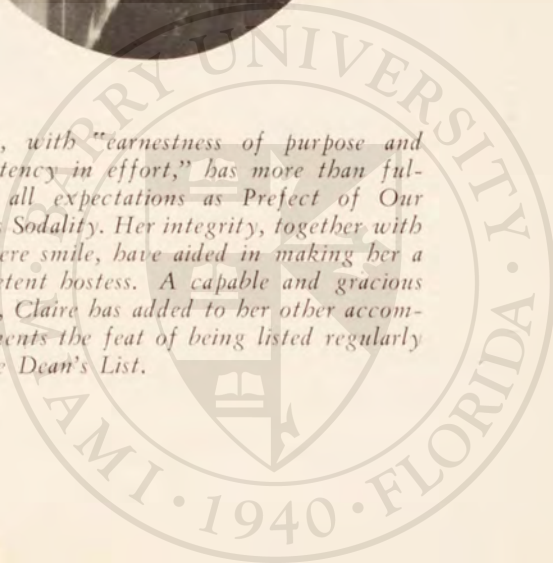 , with "earnestness of purpose and
tency in effort," has more than ful-
all expectations as Prefect of Our
s Sodality. Her integrity, together with
ere smile, have aided in making her a
etent hostess. A capable and gracious
, Claire has added to her other accom-
ents the feat of being listed regularly
e Dean's List.
BARRY UNIVERSITY
MIAMI · 1940 · FLORIDA